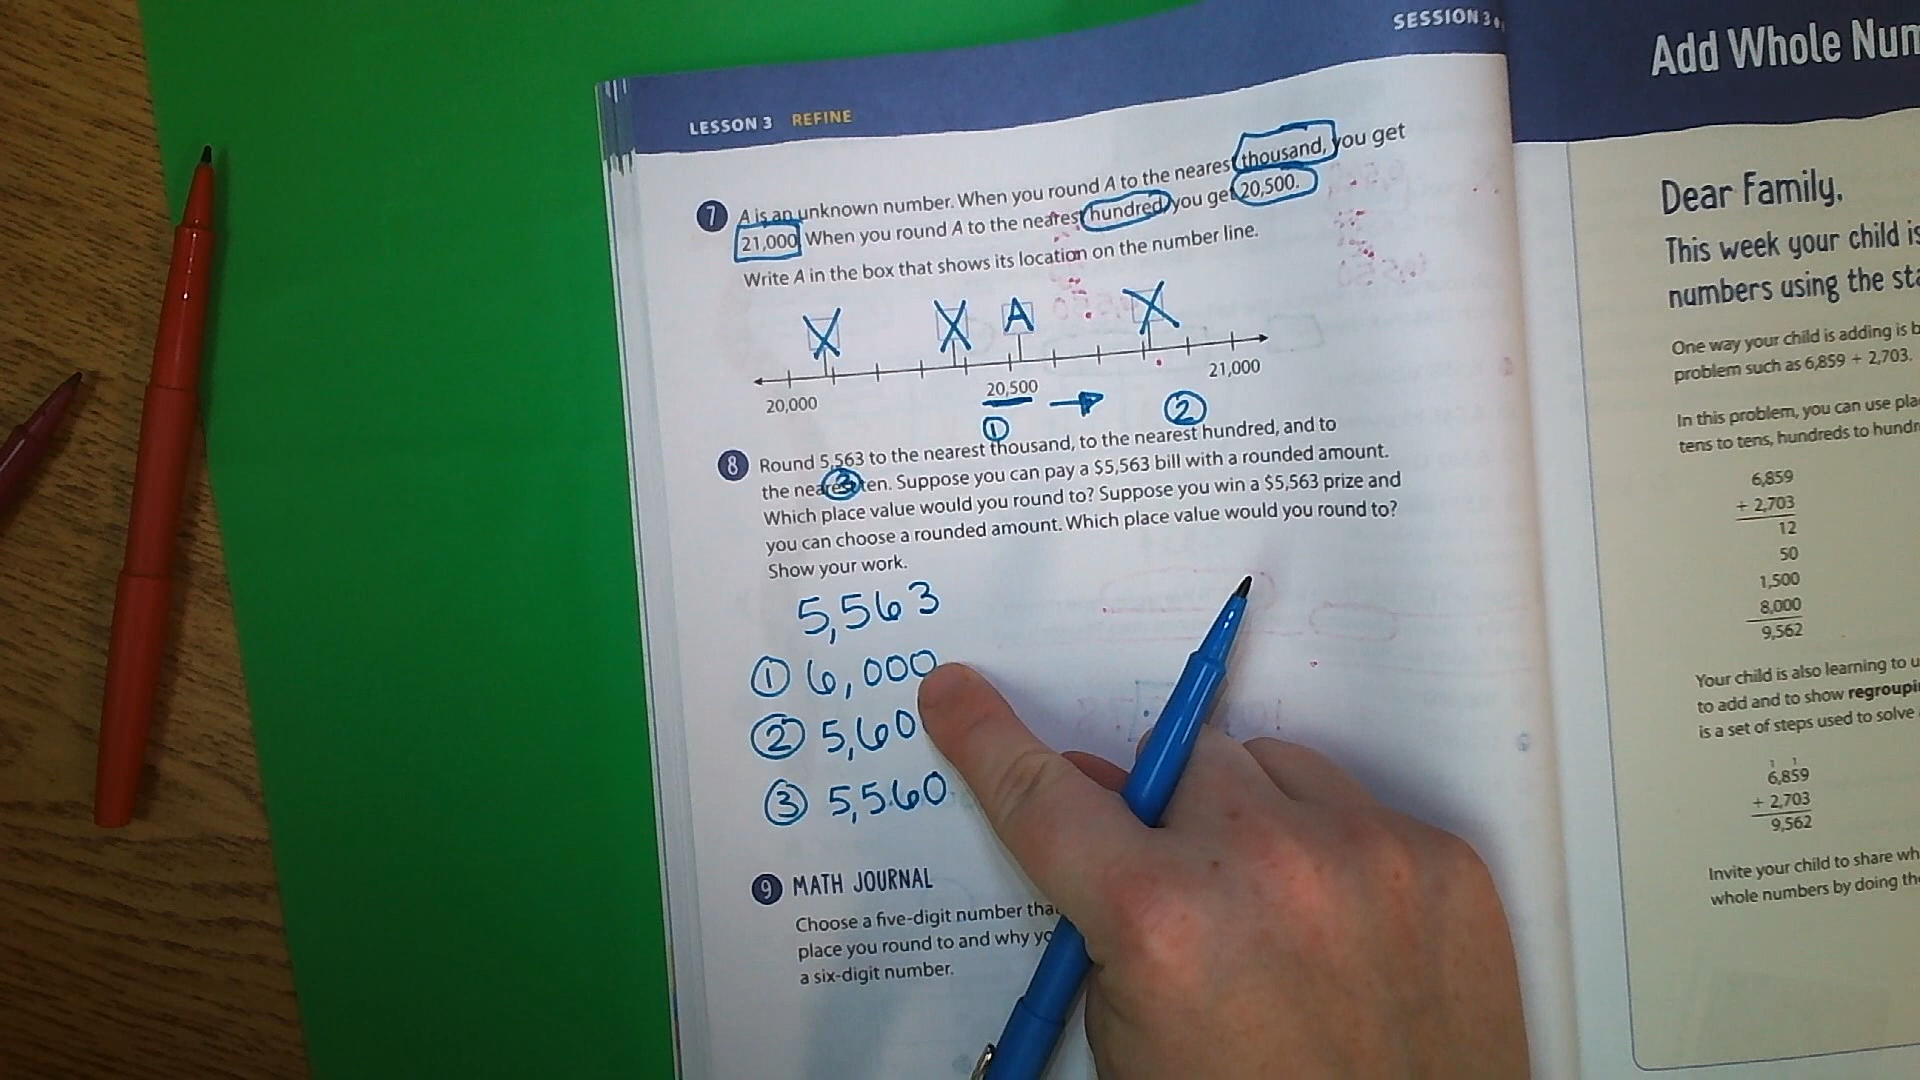 SESSION 3
LESSON 3 REFINE
7 A is an unknown number. When you round A to the nearest thousand, you get
21,000. When you round A to the nearest hundred, you get 20,500.
Write A in the box that shows its location on the number line.
X X A X
20,000 20,500 21,000
1 2
8 Round 5,563 to the nearest thousand, to the nearest hundred, and to
the nearest ten. Suppose you can pay a $5,563 bill with a rounded amount.
3
Which place value would you round to? Suppose you win a $5,563 prize and
you can choose a rounded amount. Which place value would you round to?
Show your work.
5,563
1 6,000
2 5,60
3 5,560
9 MATH JOURNAL
Choose a five-digit number
place you round to and why
a six-digit number.
Add Whole
Dear Family,
This week your child is
numbers using the
One way your child is adding is
problem such as 6,859 + 2,703.
In this problem, you can use
tens to tens, hundreds to
6,859
+ 2,703
12
50
1,500
8,000
9,562
Your child is also learning to
to add and to show
is a set of steps used to solve
1 1
6,859
+ 2,703
9,562
Invite your child to share
whole numbers by doing